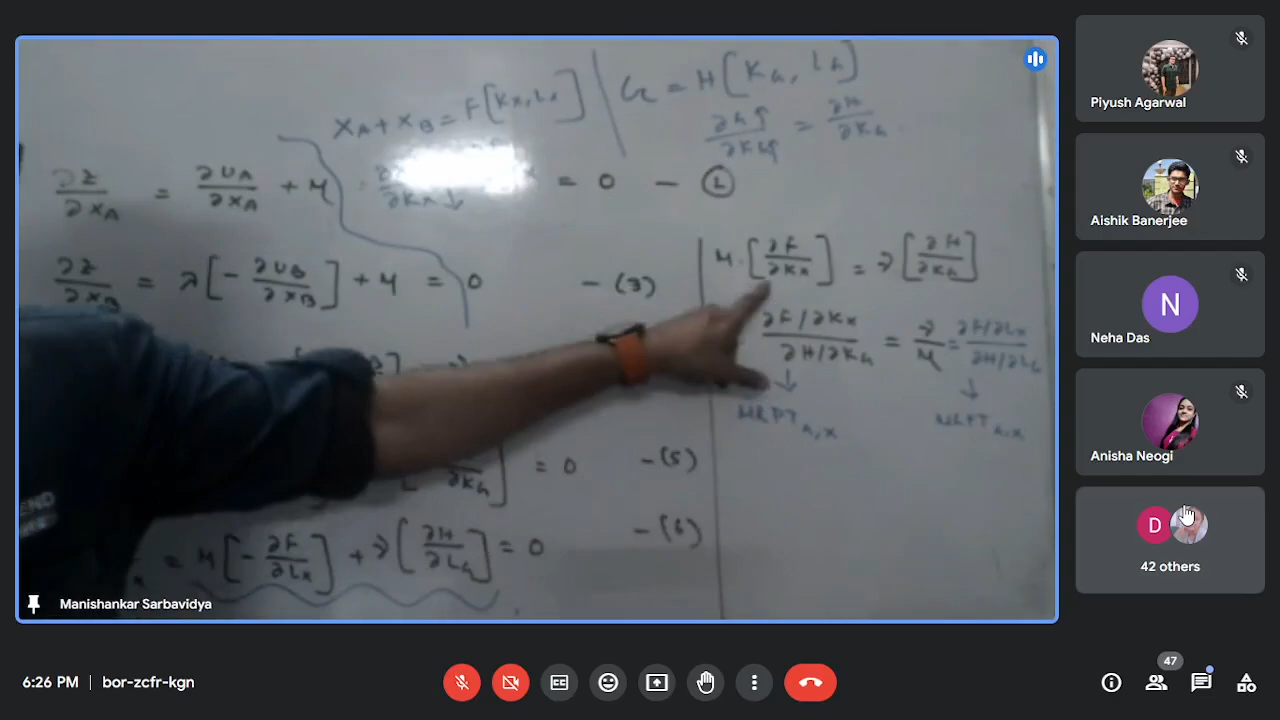 X_A + X_B = F[K_X, L_X] | G = H[K_G, L_G]
∂G↑/∂K_G↑ = ∂H/∂K_G
∂Z/∂X_A = ∂U_A/∂X_A + μ = 0 — (2)
∂K_X↓
∂Z/∂X_B = λ[-∂U_B/∂X_B] + μ = 0 — (3)
μ·[∂F/∂K_X] = γ[∂H/∂K_G]
∂F/∂K_X / ∂H/∂K_G = γ/μ = ∂F/∂L_X / ∂H/∂L_G
MRPT_G,X MRPT_G,X
∂K_G] = 0 — (5)
= μ[-∂F/∂L_X] + γ[∂H/∂L_G] = 0 — (6)
Manishankar Sarbavidya
Piyush Agarwal
Aishik Banerjee
N
Neha Das
Anisha Neogi
D
42 others
6:26 PM | bor-zcfr-kgn
47